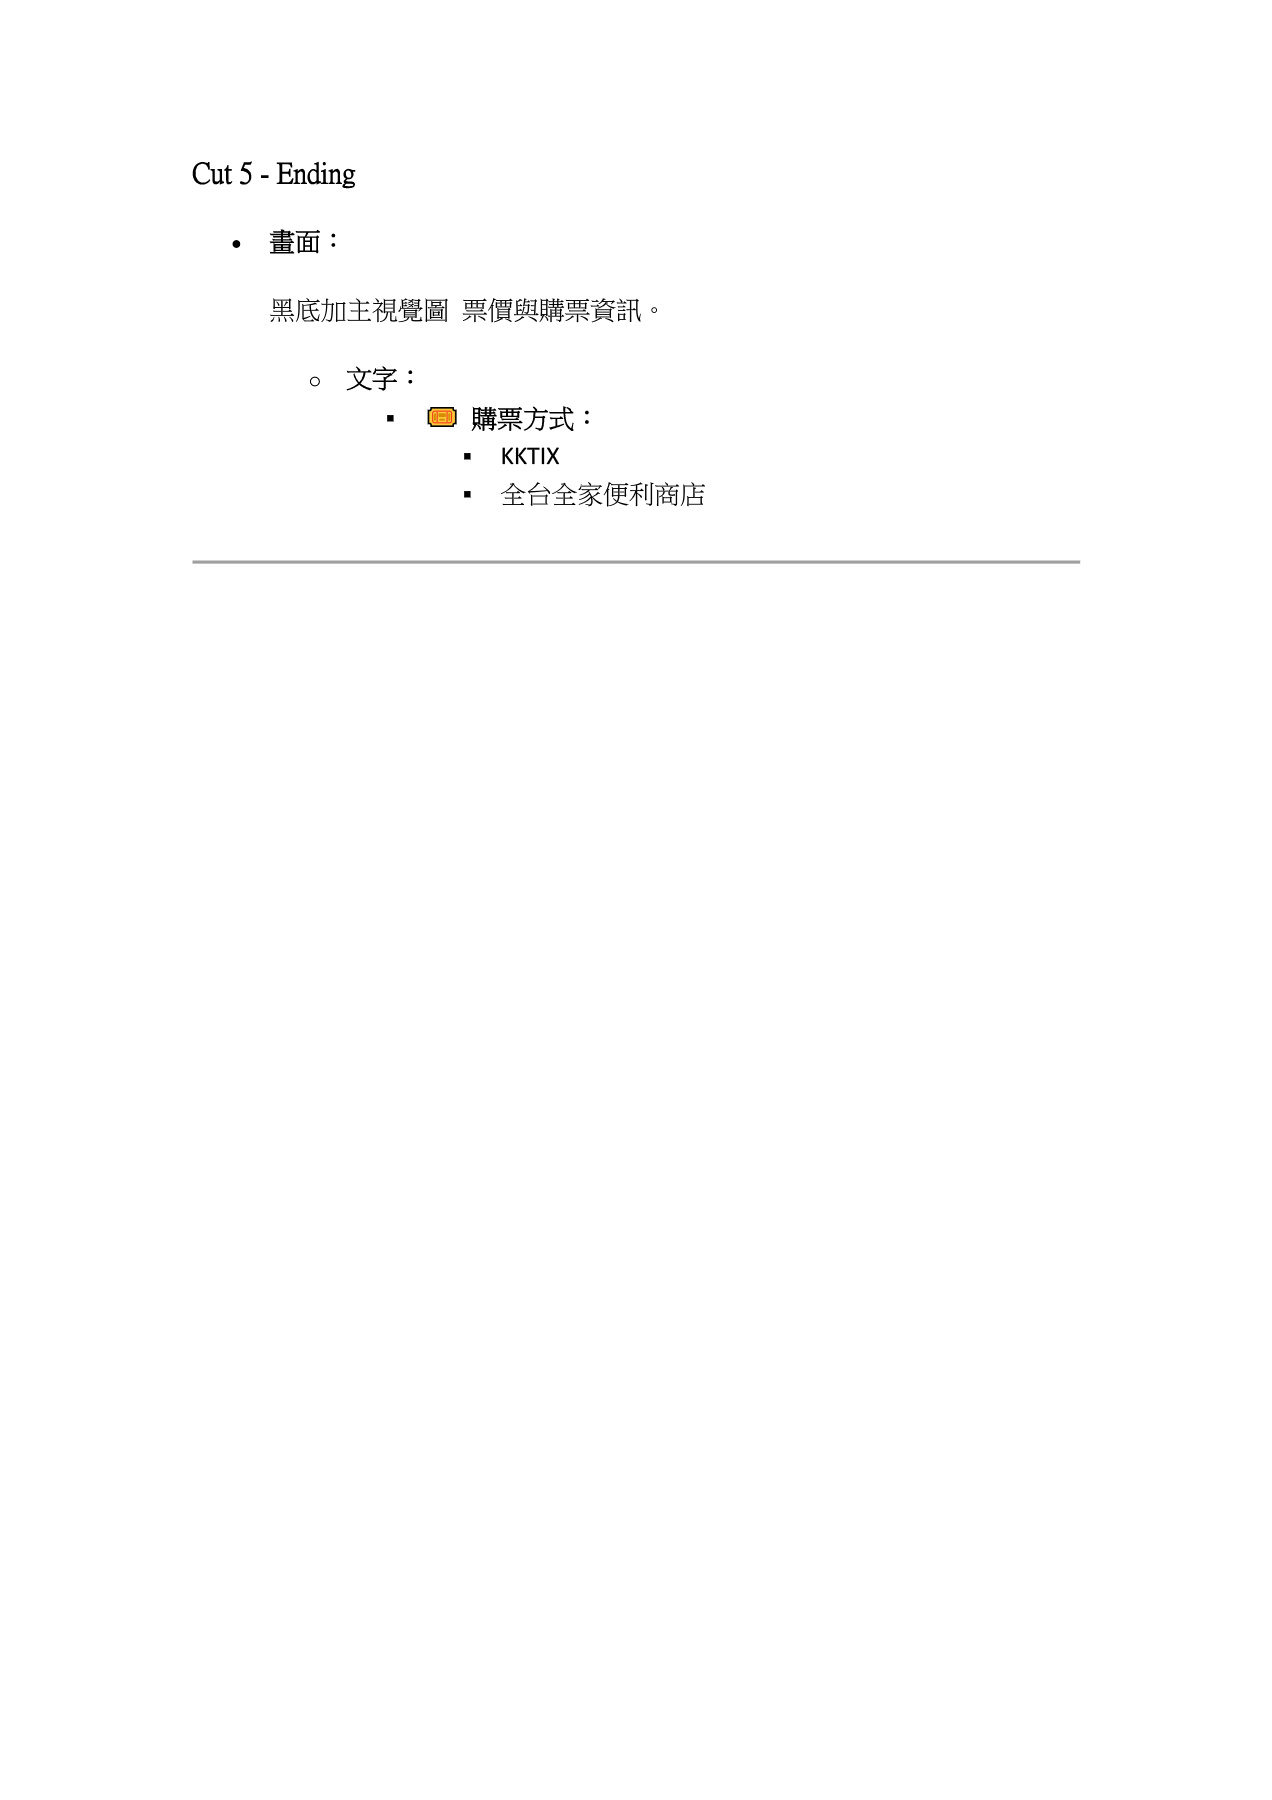 Cut 5 - Ending
• 畫面：
黑底加主視覺圖 票價與購票資訊。
○ 文字：
▪ 🎫 購票方式：
▪ KKTIX
▪ 全台全家便利商店